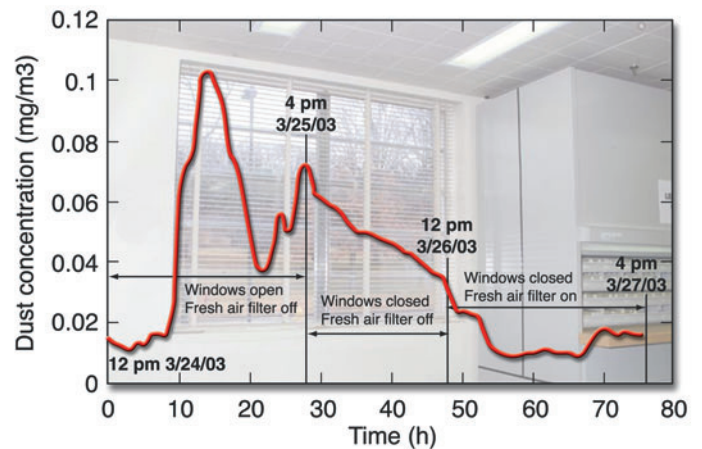 0.12
0.1
0.08
0.06
0.04
0.02
0
Dust concentration (mg/m3)
4 pm
3/25/03
12 pm
3/26/03
4 pm
3/27/03
Windows open
Fresh air filter off
Windows closed
Fresh air filter off
Windows closed
Fresh air filter on
12 pm 3/24/03
0 10 20 30 40 50 60 70 80
Time (h)